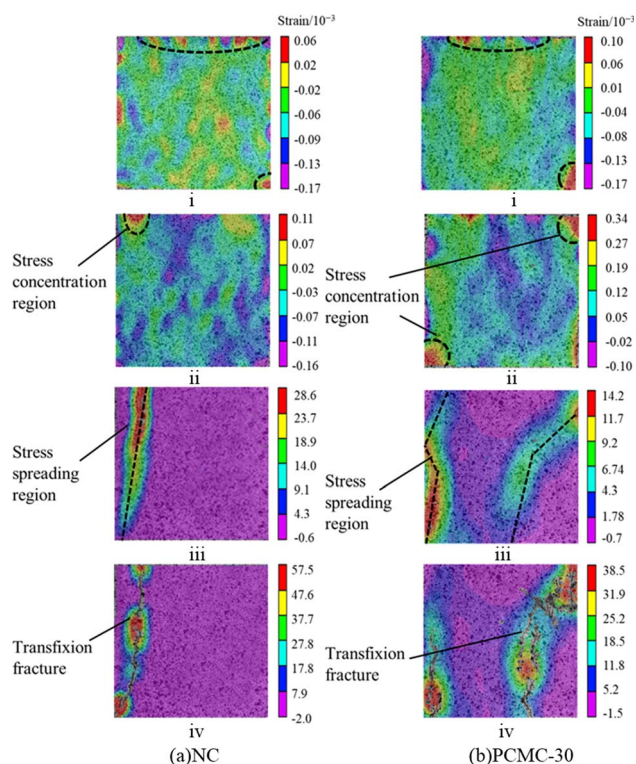 Strain/10⁻³
0.06
0.02
-0.02
-0.06
-0.09
-0.13
-0.17
i
Strain/10⁻³
0.10
0.06
0.01
-0.04
-0.08
-0.13
-0.17
i
Stress
concentration
region
0.11
0.07
0.02
-0.03
-0.07
-0.11
-0.16
ii
Stress
concentration
region
0.34
0.27
0.19
0.12
0.05
-0.02
-0.10
ii
Stress
spreading
region
28.6
23.7
18.9
14.0
9.1
4.3
-0.6
iii
Stress
spreading
region
14.2
11.7
9.2
6.74
4.3
1.78
-0.7
iii
Transfixion
fracture
57.5
47.6
37.7
27.8
17.8
7.9
-2.0
iv
(a)NC
Transfixion
fracture
38.5
31.9
25.2
18.5
11.8
5.2
-1.5
iv
(b)PCMC-30